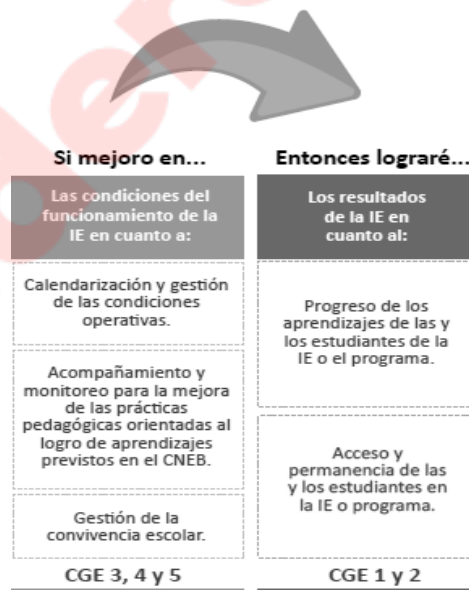 Si mejoro en...
Las condiciones del
funcionamiento de la
IE en cuanto a:
Calendarización y gestión
de las condiciones
operativas.
Acompañamiento y
monitoreo para la mejora
de las prácticas
pedagógicas orientadas al
logro de aprendizajes
previstos en el CNEB.
Gestión de la
convivencia escolar.
CGE 3, 4 y 5
Entonces lograré...
Los resultados
de la IE en
cuanto al:
Progreso de los
aprendizajes de las y
los estudiantes de la
IE o el programa.
Acceso y
permanencia de las
y los estudiantes en
la IE o programa.
CGE 1 y 2